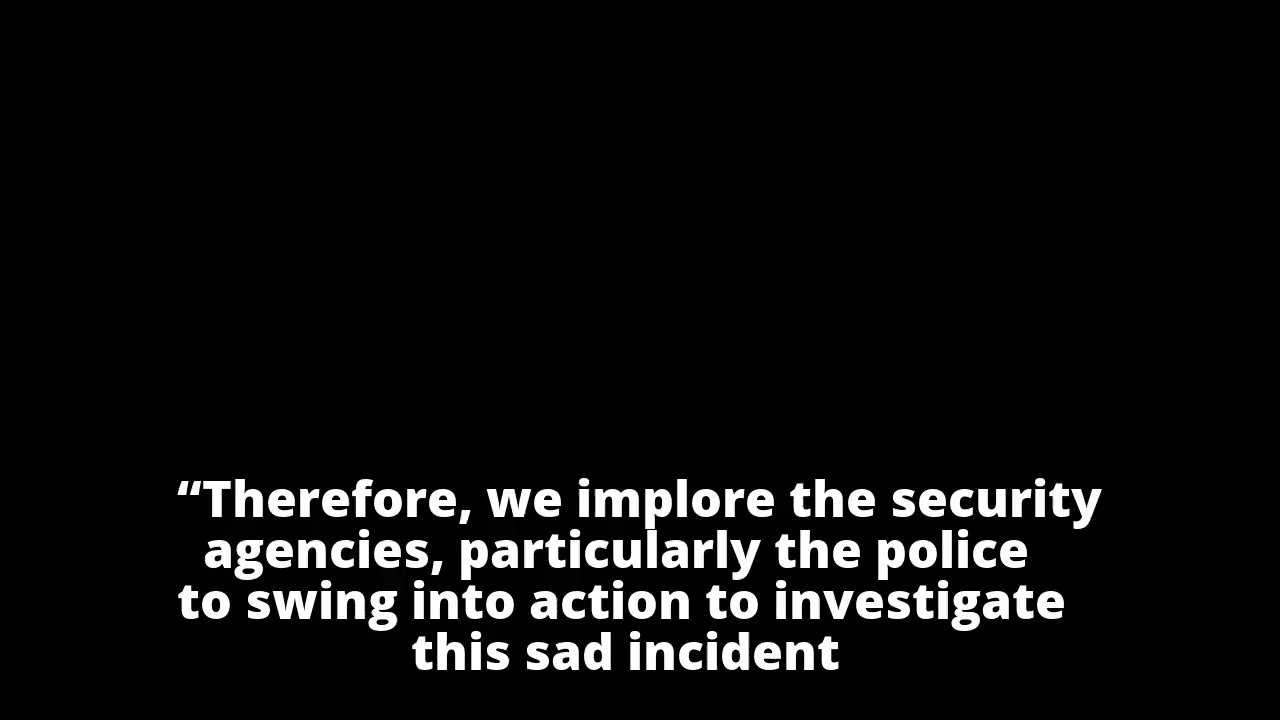 “Therefore, we implore the security
agencies, particularly the police
to swing into action to investigate
this sad incident